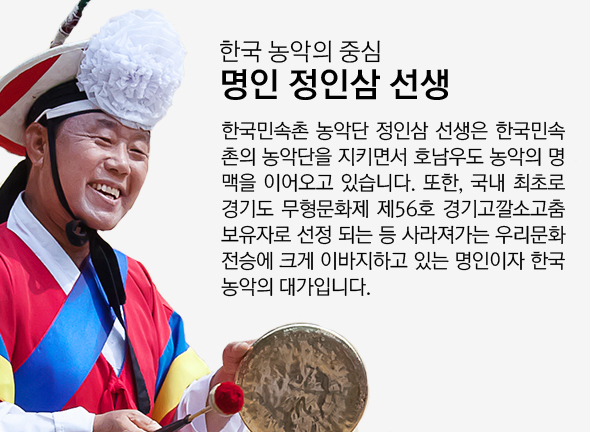 한국 농악의 중심
명인 정인삼 선생
한국민속촌 농악단 정인삼 선생은 한국민속
촌의 농악단을 지키면서 호남우도 농악의 명
맥을 이어오고 있습니다. 또한, 국내 최초로
경기도 무형문화제 제56호 경기고깔소고춤
보유자로 선정 되는 등 사라져가는 우리문화
전승에 크게 이바지하고 있는 명인이자 한국
농악의 대가입니다.